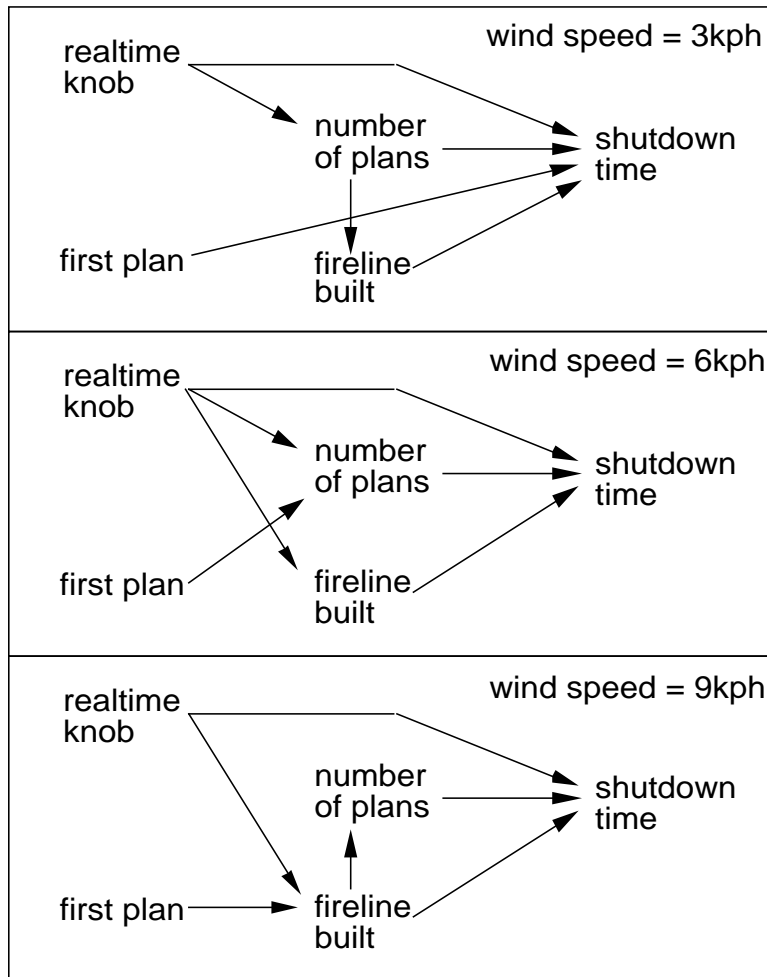 wind speed = 3kph
realtime
knob
number
of plans
shutdown
time
first plan
fireline
built
wind speed = 6kph
realtime
knob
number
of plans
shutdown
time
first plan
fireline
built
wind speed = 9kph
realtime
knob
number
of plans
shutdown
time
first plan
fireline
built